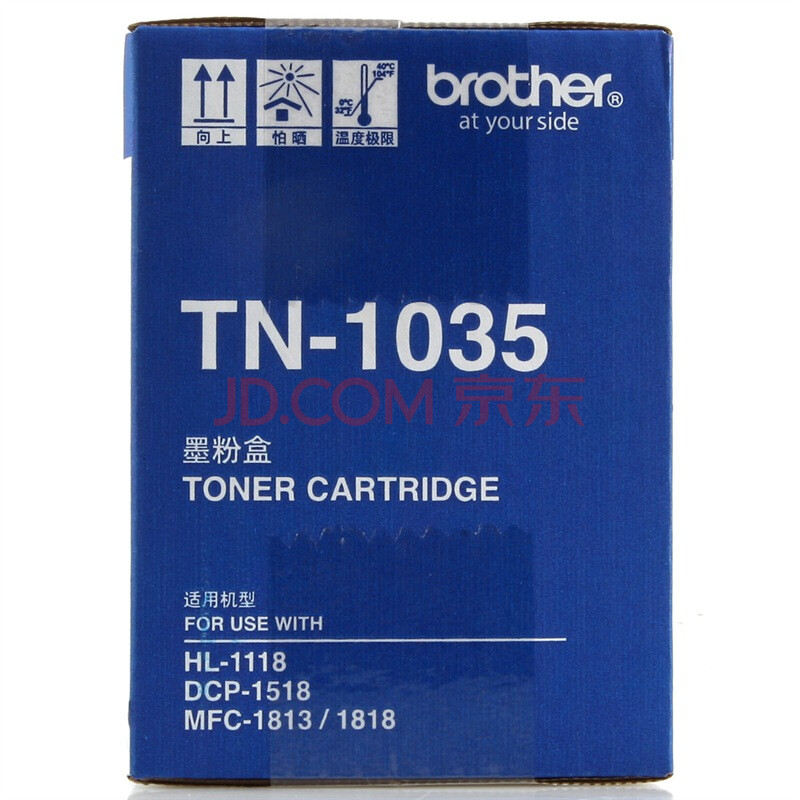 40°C
104°F
0°C
32°F
向上
怕晒
温度极限
brother®
at your side
TN-1035
JD.COM 京东
墨粉盒
TONER CARTRIDGE
适用机型
FOR USE WITH
HL-1118
DCP-1518
MFC-1813 / 1818